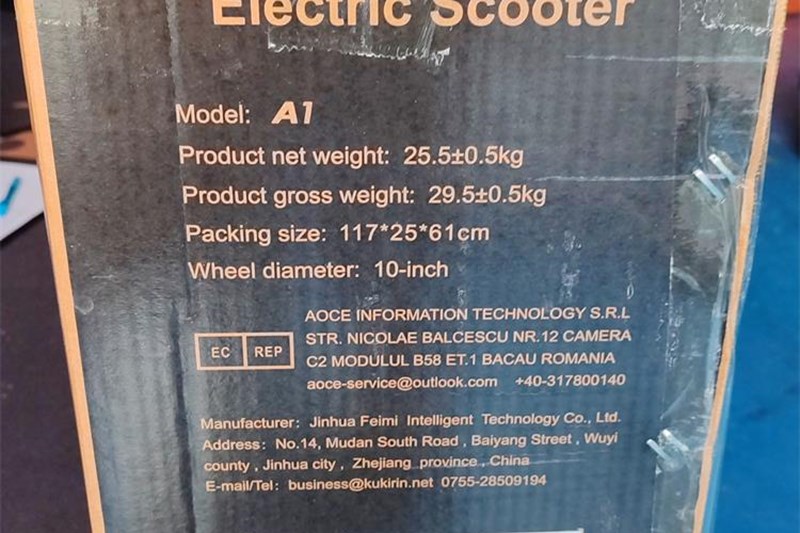 Electric Scooter
Model: A1
Product net weight: 25.5±0.5kg
Product gross weight: 29.5±0.5kg
Packing size: 117*25*61cm
Wheel diameter: 10-inch
EC REP
AOCE INFORMATION TECHNOLOGY S.R.L
STR. NICOLAE BALCESCU NR.12 CAMERA
C2 MODULUL B58 ET.1 BACAU ROMANIA
aoce-service@outlook.com +40-317800140
Manufacturer: Jinhua Feimi Intelligent Technology Co., Ltd.
Address: No.14, Mudan South Road , Baiyang Street , Wuyi
county , Jinhua city , Zhejiang province , China
E-mail/Tel: business@kukirin.net 0755-28509194